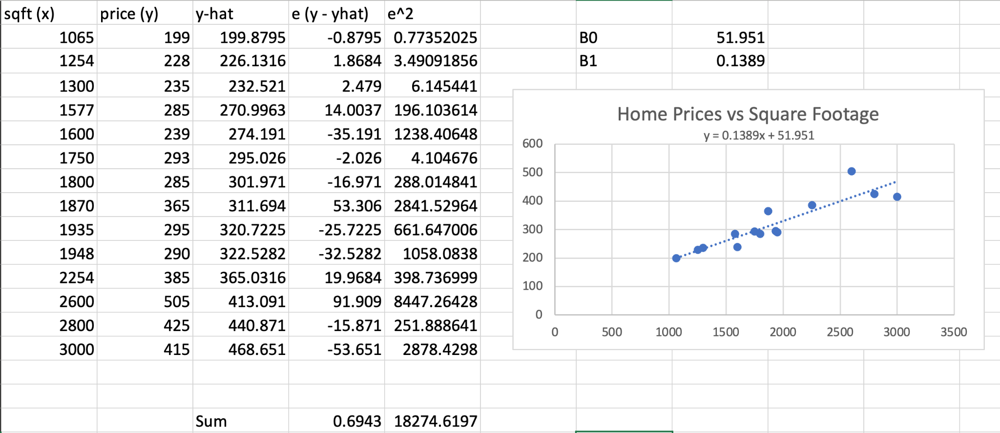 sqft (x) price (y) y-hat e (y - yhat) e^2
1065 199 199.8795 -0.8795 0.77352025 B0 51.951
1254 228 226.1316 1.8684 3.49091856 B1 0.1389
1300 235 232.521 2.479 6.145441
1577 285 270.9963 14.0037 196.103614
1600 239 274.191 -35.191 1238.40648
1750 293 295.026 -2.026 4.104676
1800 285 301.971 -16.971 288.014841
1870 365 311.694 53.306 2841.52964
1935 295 320.7225 -25.7225 661.647006
1948 290 322.5282 -32.5282 1058.0838
2254 385 365.0316 19.9684 398.736999
2600 505 413.091 91.909 8447.26428
2800 425 440.871 -15.871 251.888641
3000 415 468.651 -53.651 2878.4298
Sum 0.6943 18274.6197
Home Prices vs Square Footage
y = 0.1389x + 51.951
600
500
400
300
200
100
0
0 500 1000 1500 2000 2500 3000 3500